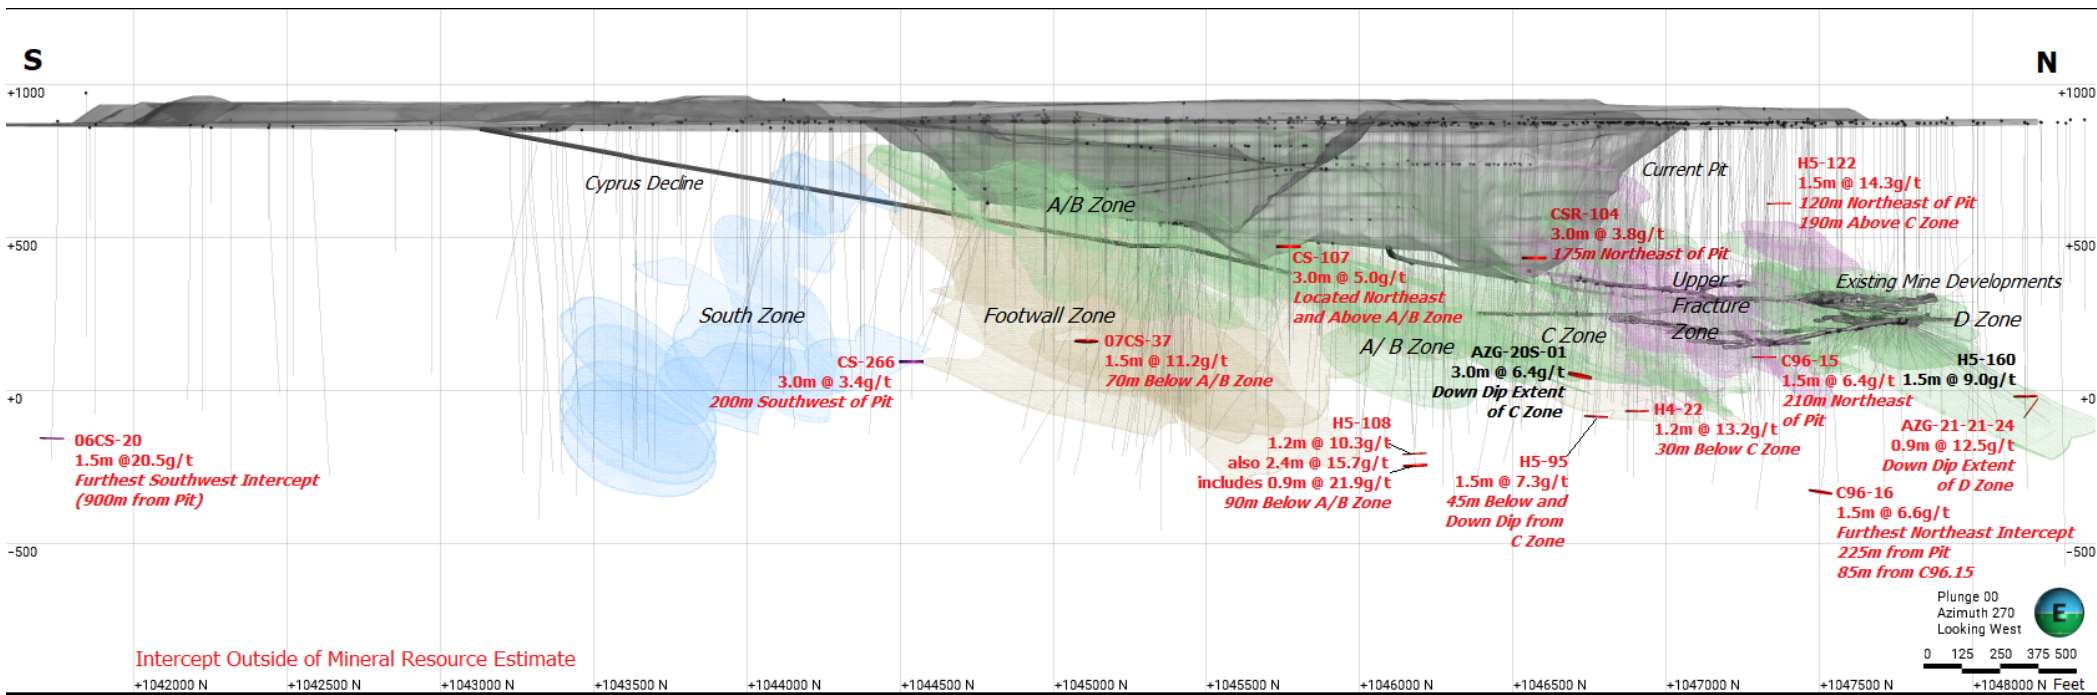 S
N
+1000
+1000
Cyprus Decline
Current Pit
H5-122
1.5m @ 14.3g/t
120m Northeast of Pit
190m Above C Zone
A/B Zone
CSR-104
3.0m @ 3.8g/t
175m Northeast of Pit
+500
+500
CS-107
3.0m @ 5.0g/t
Located Northeast
and Above A/B Zone
Upper
Fracture
Zone
Existing Mine Developments
South Zone
Footwall Zone
C Zone
D Zone
A/ B Zone
07CS-37
1.5m @ 11.2g/t
70m Below A/B Zone
CS-266
3.0m @ 3.4g/t
200m Southwest of Pit
AZG-20S-01
3.0m @ 6.4g/t
Down Dip Extent
of C Zone
C96-15
1.5m @ 6.4g/t
210m Northeast
of Pit
H5-160
1.5m @ 9.0g/t
+0
+0
H4-22
1.2m @ 13.2g/t
30m Below C Zone
H5-108
1.2m @ 10.3g/t
also 2.4m @ 15.7g/t
includes 0.9m @ 21.9g/t
90m Below A/B Zone
AZG-21-21-24
0.9m @ 12.5g/t
Down Dip Extent
of D Zone
06CS-20
1.5m @20.5g/t
Furthest Southwest Intercept
(900m from Pit)
H5-95
1.5m @ 7.3g/t
45m Below and
Down Dip from
C Zone
C96-16
1.5m @ 6.6g/t
Furthest Northeast Intercept
225m from Pit
85m from C96.15
-500
-500
Plunge 00
Azimuth 270
Looking West
E
0 125 250 375 500
Feet
Intercept Outside of Mineral Resource Estimate
+1042000 N
+1042500 N
+1043000 N
+1043500 N
+1044000 N
+1044500 N
+1045000 N
+1045500 N
+1046000 N
+1046500 N
+1047000 N
+1047500 N
+1048000 N